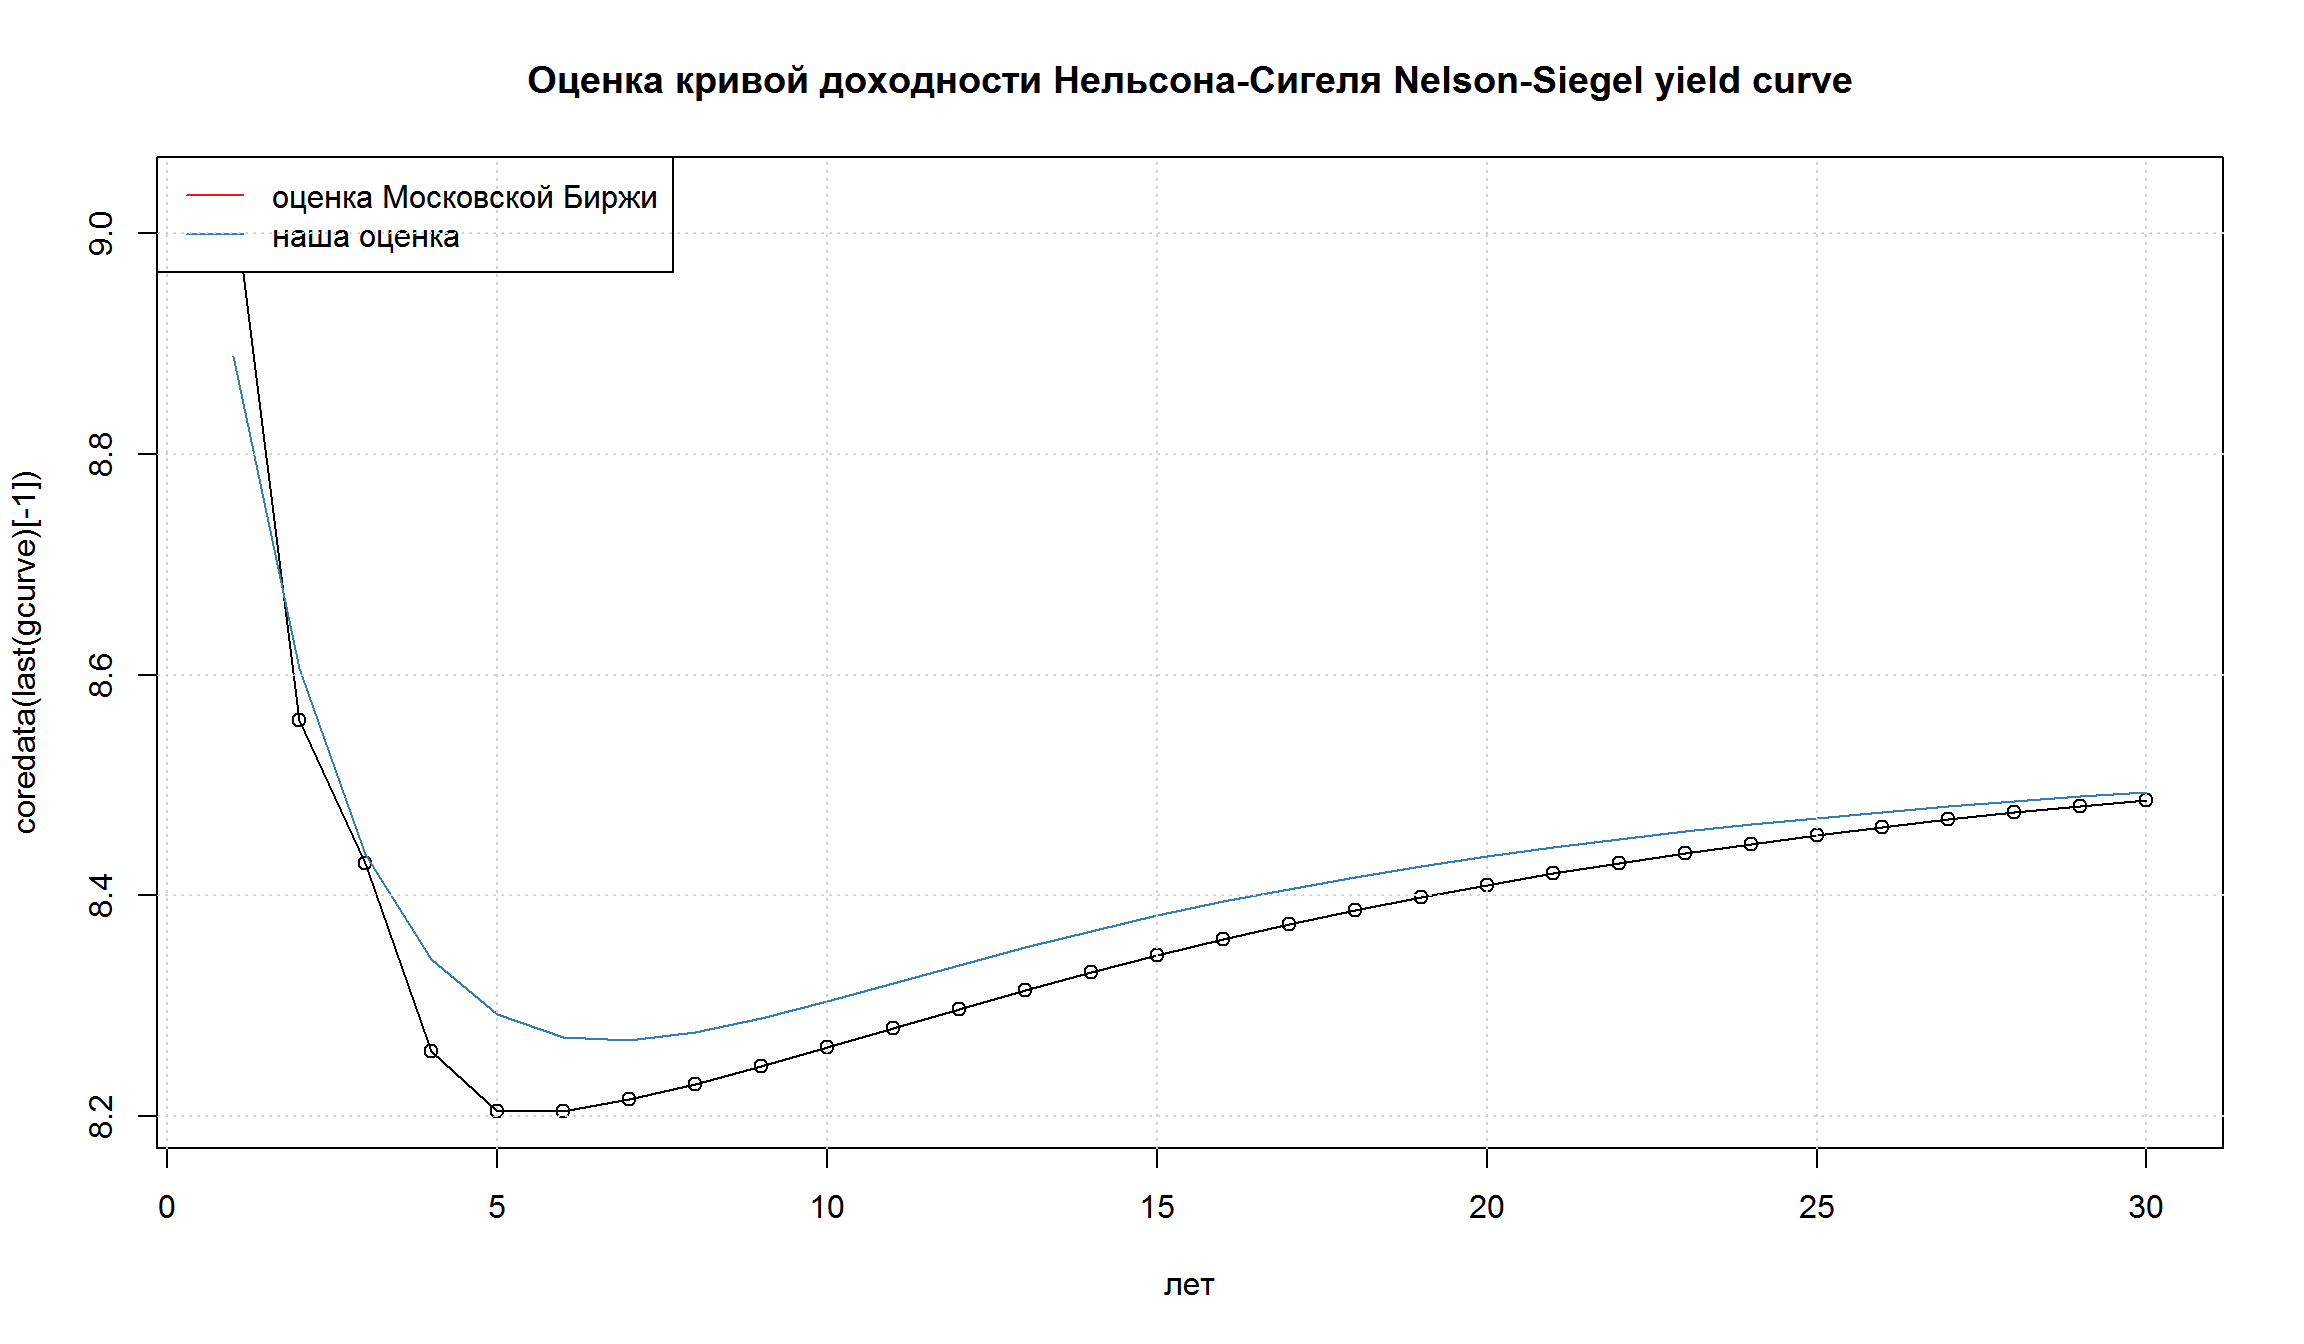 Оценка кривой доходности Нельсона-Сигеля Nelson-Siegel yield curve
оценка Московской Биржи
наша оценка
9.0
8.8
8.6
8.4
8.2
coredata(last(gcurve)[-1])
0 5 10 15 20 25 30
лет